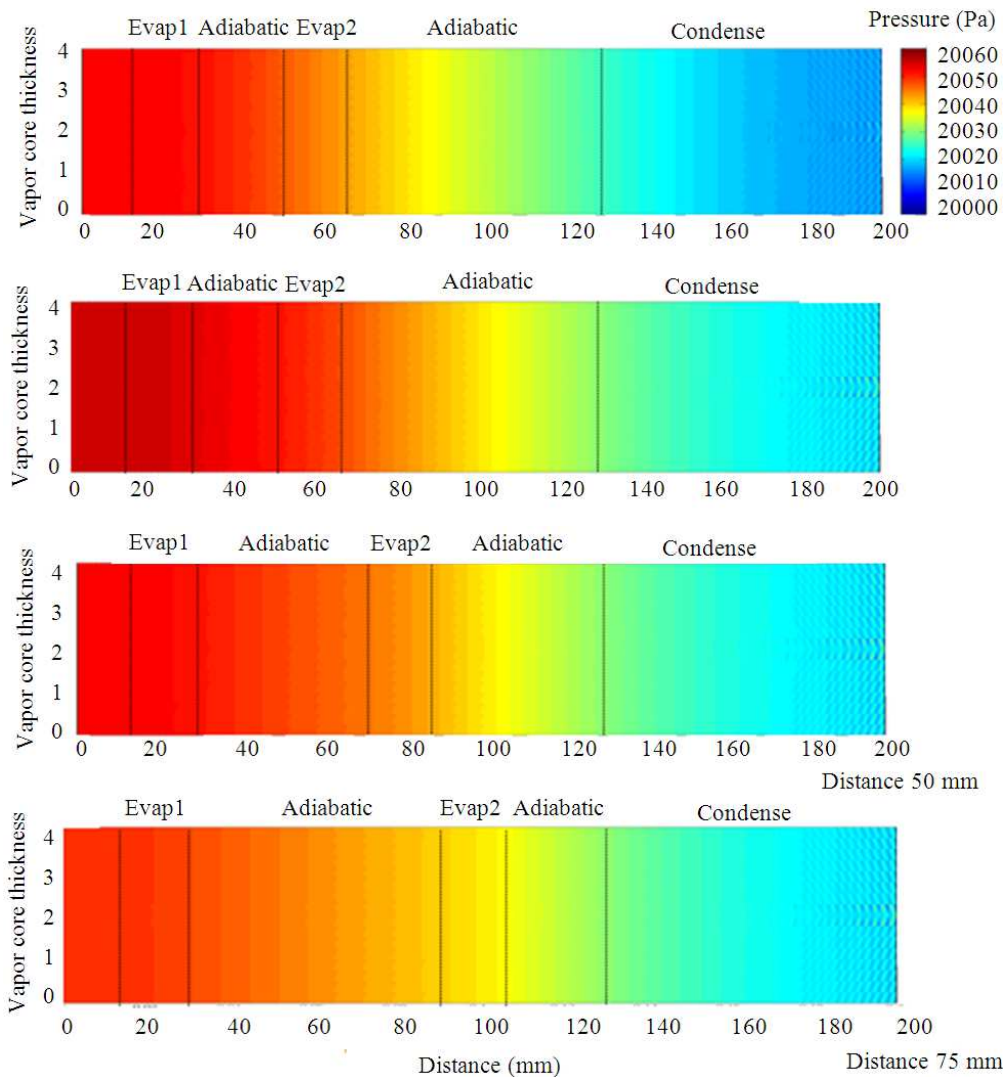 Evap1 Adiabatic Evap2 Adiabatic Condense Pressure (Pa)
Vapor core thickness
4
3
2
1
0
0 20 40 60 80 100 120 140 160 180 200
20060
20050
20040
20030
20020
20010
20000
Evap1 Adiabatic Evap2 Adiabatic Condense
Vapor core thickness
4
3
2
1
0
0 20 40 60 80 100 120 140 160 180 200
Evap1 Adiabatic Evap2 Adiabatic Condense
Vapor core thickness
4
3
2
1
0
0 20 40 60 80 100 120 140 160 180 200
Distance 50 mm
Evap1 Adiabatic Evap2 Adiabatic Condense
Vapor core thickness
4
3
2
1
0
0 20 40 60 80 100 120 140 160 180 200
Distance (mm) Distance 75 mm